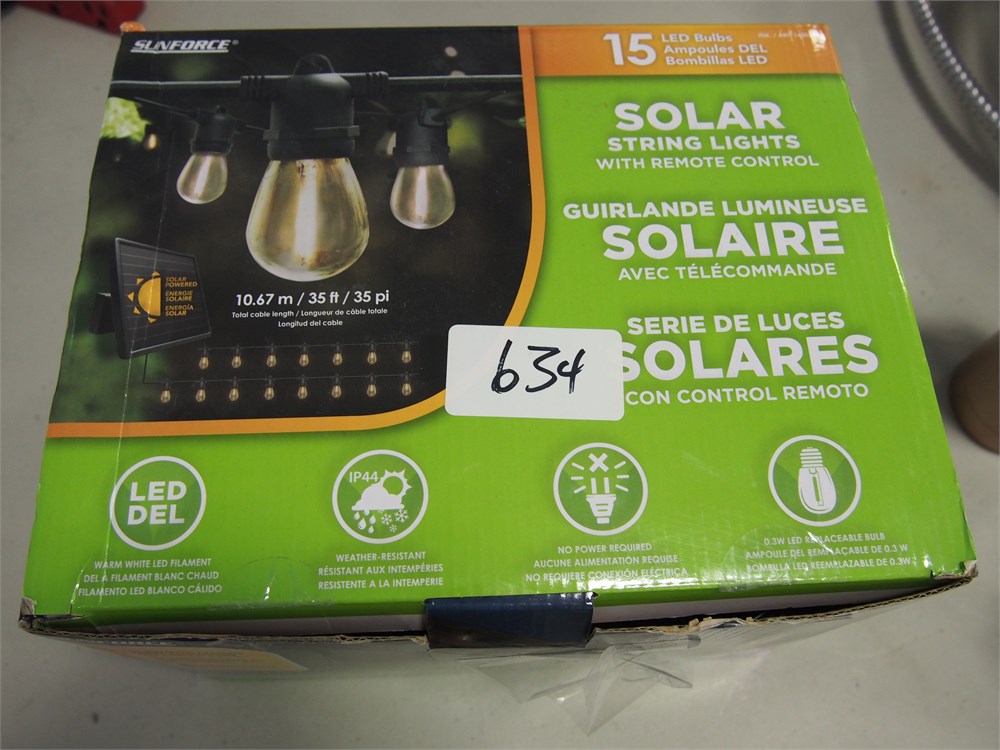 SUNFORCE®
15 LED Bulbs
Ampoules DEL
Bombillas LED
SOLAR
STRING LIGHTS
WITH REMOTE CONTROL
GUIRLANDE LUMINEUSE
SOLAIRE
AVEC TÉLÉCOMMANDE
SERIE DE LUCES
SOLARES
CON CONTROL REMOTO
SOLAR
POWERED
ÉNERGIE
SOLAIRE
ENERGÍA
SOLAR
10.67 m / 35 ft / 35 pi
Total cable length / Longueur de câble totale
Longitud del cable
634
LED
DEL
WARM WHITE LED FILAMENT
DEL À FILAMENT BLANC CHAUD
FILAMENTO LED BLANCO CÁLIDO
IP44
WEATHER-RESISTANT
RÉSISTANT AUX INTEMPÉRIES
RESISTENTE A LA INTEMPERIE
NO POWER REQUIRED
AUCUNE ALIMENTATION REQUISE
NO REQUIERE CONEXIÓN ELÉCTRICA
0.3W LED REPLACEABLE BULB
AMPOULE DEL REMPLAÇABLE DE 0.3 W
BOMBILLA LED REEMPLAZABLE DE 0.3W